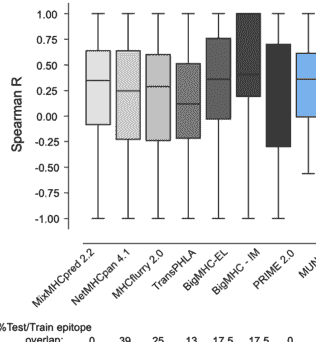 1.00
0.75
0.50
0.25
0.00
-0.25
-0.50
-0.75
-1.00
Spearman R
MixMHCpred 2.2
NetMHCpan 4.1
MHCflurry 2.0
TransPHLA
BigMHC-EL
BigMHC - IM
PRIME 2.0
MUN
%Test/Train epitope
overlap: 0 39 25 13 17.5 17.5 0